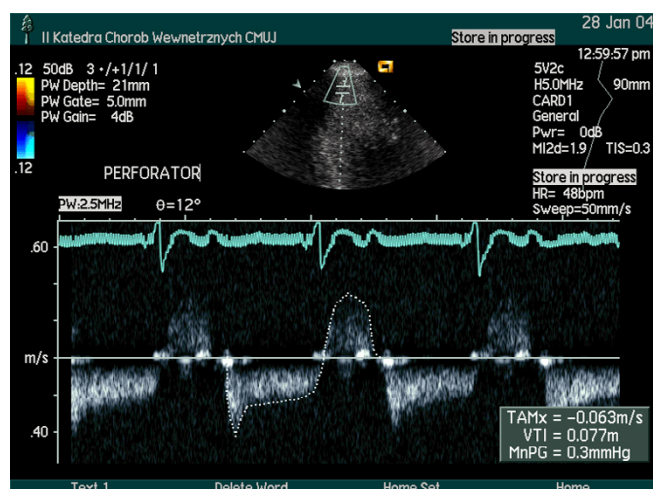 28 Jan 04
II Katedra Chorob Wewnetrznych CMUJ
Store in progress
12:59:57 pm
.12 50dB 3 •/+1/1/ 1
PW Depth= 21mm
PW Gate= 5.0mm
PW Gain= 4dB
.12
5V2c
H5.0MHz 90mm
CARD1
General
Pwr= 0dB
MI2d=1.9 TIS=0.3
Store in progress
HR= 48bpm
Sweep=50mm/s
PERFORATOR
PW:2.5MHz θ=12°
.60
m/s
.40
TAMx = -0.063m/s
VTI = 0.077m
MnPG = 0.3mmHg
Text 1 Delete Word Home Set Home